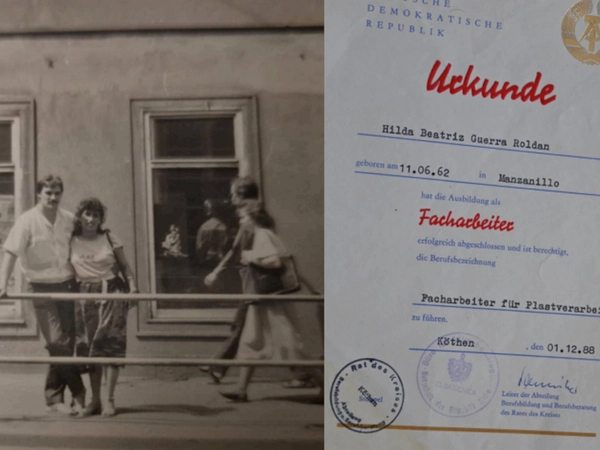 DEMOKRATISCHE
REPUBLIK
Urkunde
Hilda Beatriz Guerra Roldan
geboren am 11.06.62 in Manzanillo
hat die Ausbildung als
Facharbeiter
erfolgreich abgeschlossen und ist berechtigt,
die Berufsbezeichnung
Facharbeiter für Plastverarbei
zu führen.
Köthen, den 01.12.88
Rat des Kreises
Köthen
Leiter der Abteilung
Berufsbildung und Berufsberatung
des Rates des Kreises